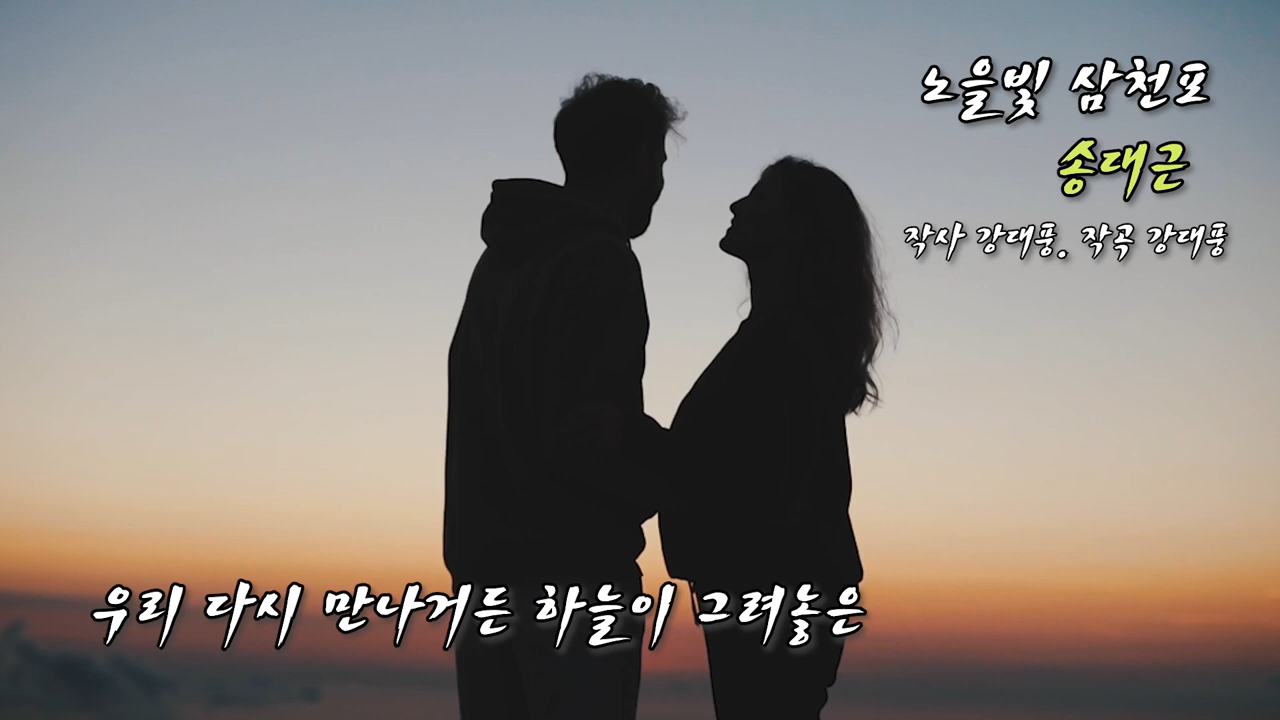 노을빛 삼천포
송대근
작사 강대풍. 작곡 강대풍
우리 다시 만나거든 하늘이 그려놓은